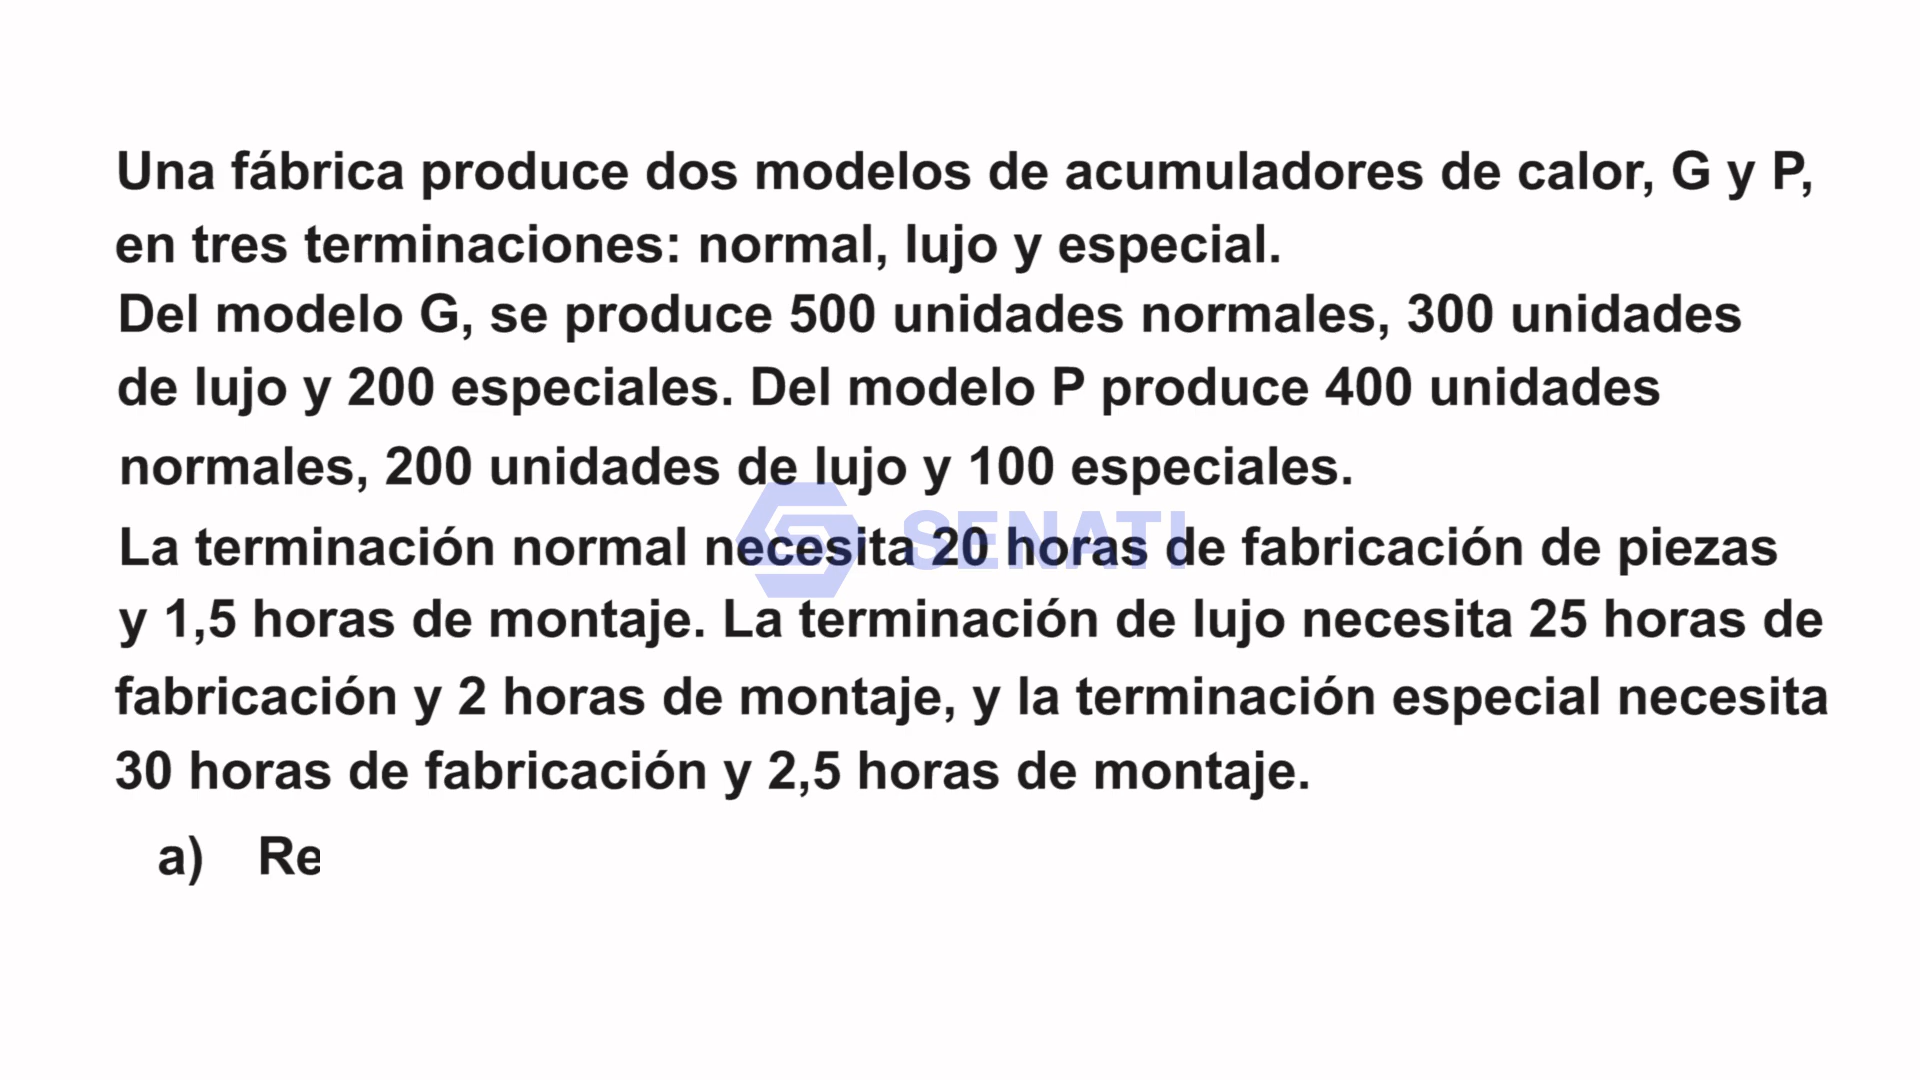 Una fábrica produce dos modelos de acumuladores de calor, G y P,
en tres terminaciones: normal, lujo y especial.
Del modelo G, se produce 500 unidades normales, 300 unidades
de lujo y 200 especiales. Del modelo P produce 400 unidades
normales, 200 unidades de lujo y 100 especiales.
La terminación normal necesita 20 horas de fabricación de piezas
SENATI
y 1,5 horas de montaje. La terminación de lujo necesita 25 horas de
fabricación y 2 horas de montaje, y la terminación especial necesita
30 horas de fabricación y 2,5 horas de montaje.
a) Re